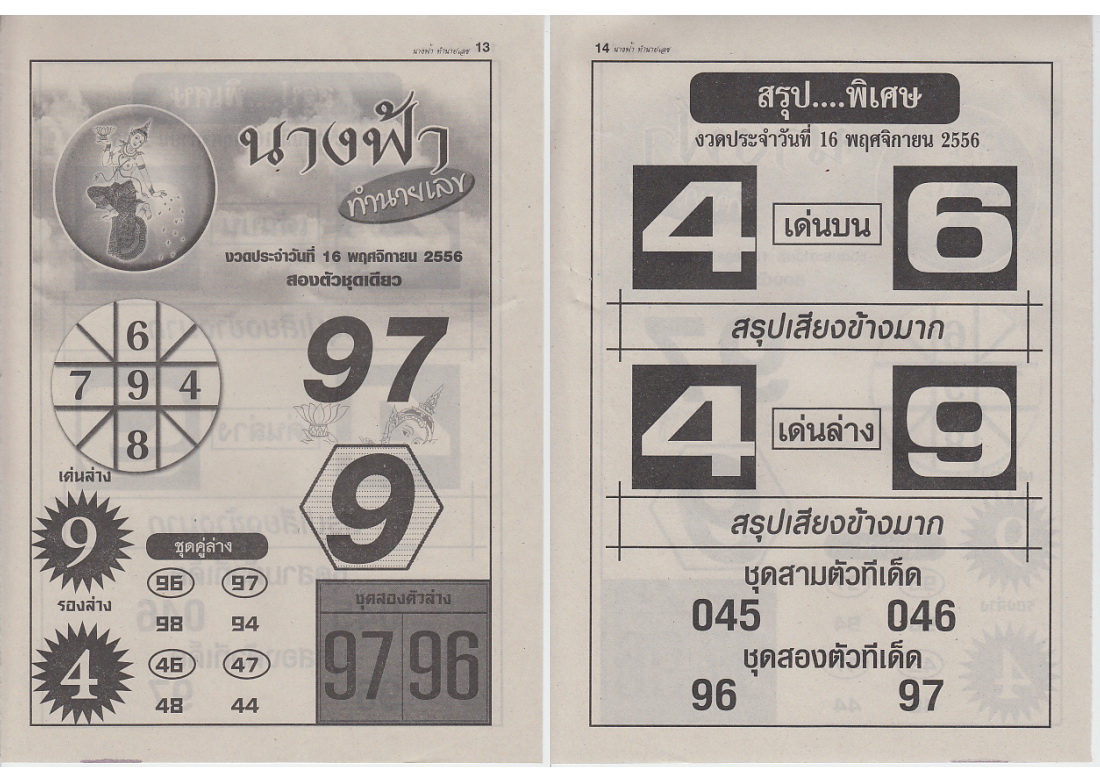 นางฟ้า ทำนายเลข 13
นางฟ้า
ทำนายเลข
งวดประจำวันที่ 16 พฤศจิกายน 2556
สองตัวชุดเดียว
97
6
7 9 4
8
9
เด่นล่าง
9
ชุดคู่ล่าง
96 97
รองล่าง
98 94
4
46 47
48 44
ชุดสองตัวล่าง
97 96
14 นางฟ้า ทำนายเลข
สรุป....พิเศษ
งวดประจำวันที่ 16 พฤศจิกายน 2556
4 เด่นบน 6
สรุปเสียงข้างมาก
4 เด่นล่าง 9
สรุปเสียงข้างมาก
ชุดสามตัวทีเด็ด
045 046
ชุดสองตัวทีเด็ด
96 97